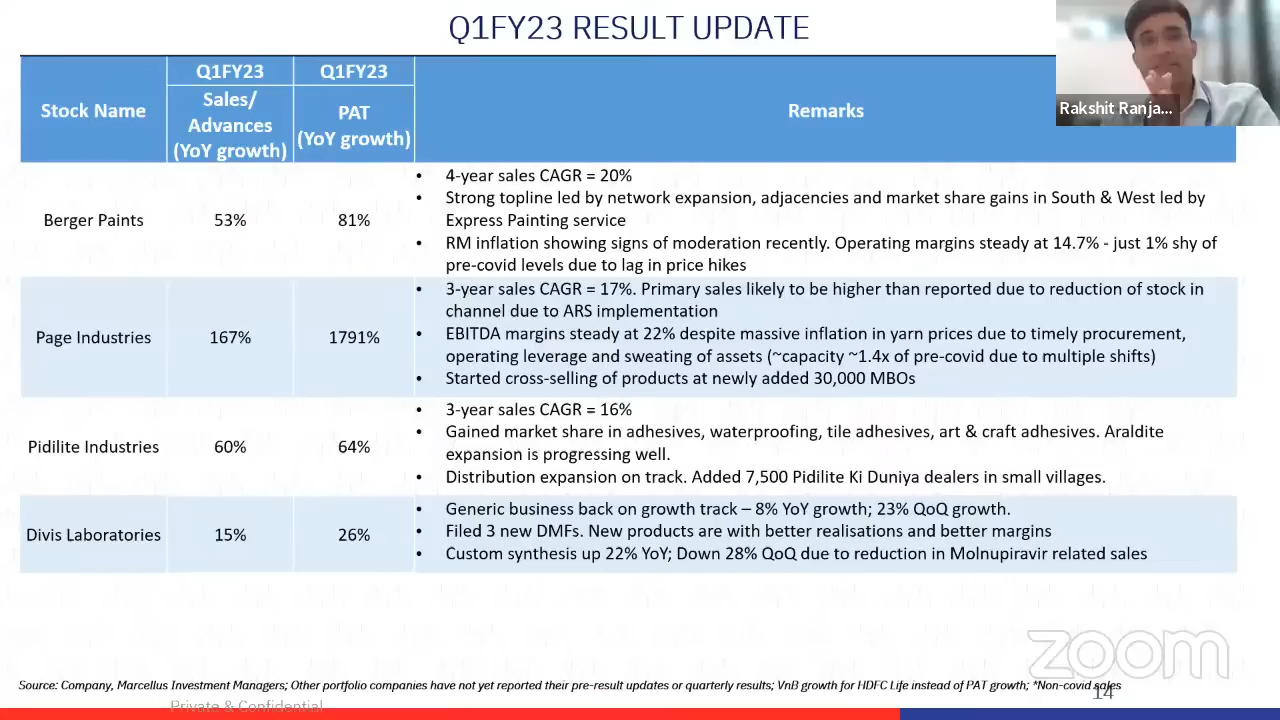 Q1FY23 RESULT UPDATE
Rakshit Ranja...
Stock Name
Q1FY23
Sales/
Advances
(YoY growth)
Q1FY23
PAT
(YoY growth)
Remarks
Berger Paints
53%
81%
• 4-year sales CAGR = 20%
• Strong topline led by network expansion, adjacencies and market share gains in South & West led by
Express Painting service
• RM inflation showing signs of moderation recently. Operating margins steady at 14.7% - just 1% shy of
pre-covid levels due to lag in price hikes
Page Industries
167%
1791%
• 3-year sales CAGR = 17%. Primary sales likely to be higher than reported due to reduction of stock in
channel due to ARS implementation
• EBITDA margins steady at 22% despite massive inflation in yarn prices due to timely procurement,
operating leverage and sweating of assets (~capacity ~1.4x of pre-covid due to multiple shifts)
• Started cross-selling of products at newly added 30,000 MBOs
Pidilite Industries
60%
64%
• 3-year sales CAGR = 16%
• Gained market share in adhesives, waterproofing, tile adhesives, art & craft adhesives. Araldite
expansion is progressing well.
• Distribution expansion on track. Added 7,500 Pidilite Ki Duniya dealers in small villages.
Divis Laboratories
15%
26%
• Generic business back on growth track – 8% YoY growth; 23% QoQ growth.
• Filed 3 new DMFs. New products are with better realisations and better margins
• Custom synthesis up 22% YoY; Down 28% QoQ due to reduction in Molnupiravir related sales
zoom
Source: Company, Marcellus Investment Managers; Other portfolio companies have not yet reported their pre-result updates or quarterly results; VnB growth for HDFC Life instead of PAT growth; *Non-covid sales
14
Private & Confidential